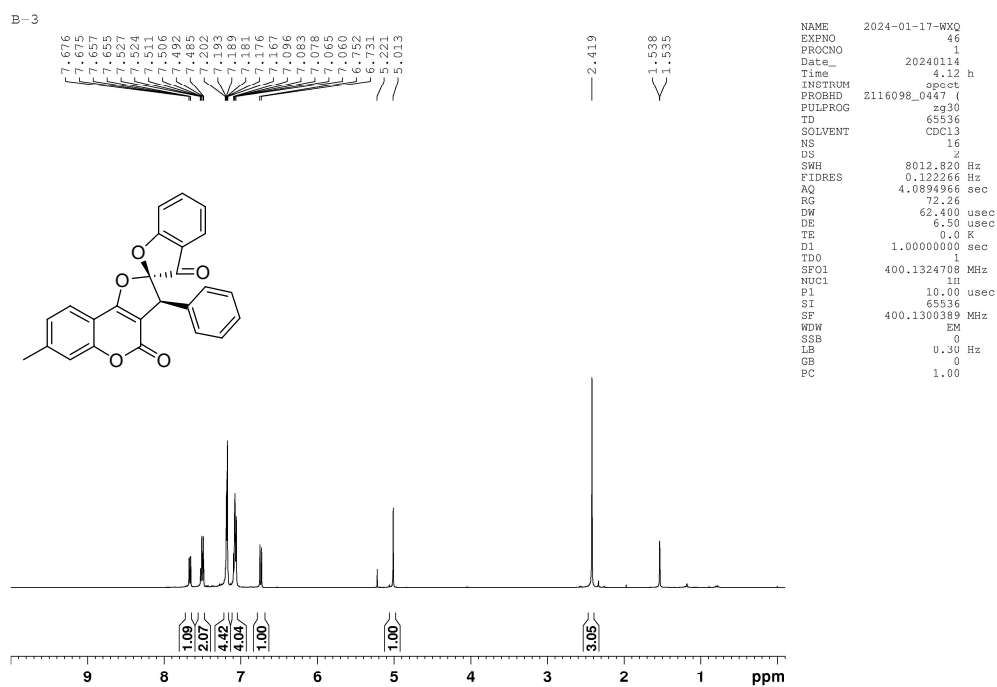 B-3
7.676
7.675
7.657
7.655
7.527
7.524
7.511
7.506
7.492
7.485
7.202
7.193
7.189
7.181
7.176
7.167
7.096
7.083
7.078
7.065
7.060
6.752
6.731
5.221
5.013
2.419
1.538
1.535
NAME 2024-01-17-WXQ
EXPNO 46
PROCNO 1
Date_ 20240114
Time 4.12 h
INSTRUM spect
PROBHD Z116098_0447 (
PULPROG zg30
TD 65536
SOLVENT CDCl3
NS 16
DS 2
SWH 8012.820 Hz
FIDRES 0.122266 Hz
AQ 4.0894966 sec
RG 72.26
DW 62.400 usec
DE 6.50 usec
TE 0.0 K
D1 1.00000000 sec
TD0 1
SFO1 400.1324708 MHz
NUC1 1H
P1 10.00 usec
SI 65536
SF 400.1300389 MHz
WDW EM
SSB 0
LB 0.30 Hz
GB 0
PC 1.00
O
O
O
O
O
1.09
2.07
4.42
4.04
1.00
1.00
3.05
9 8 7 6 5 4 3 2 1 ppm